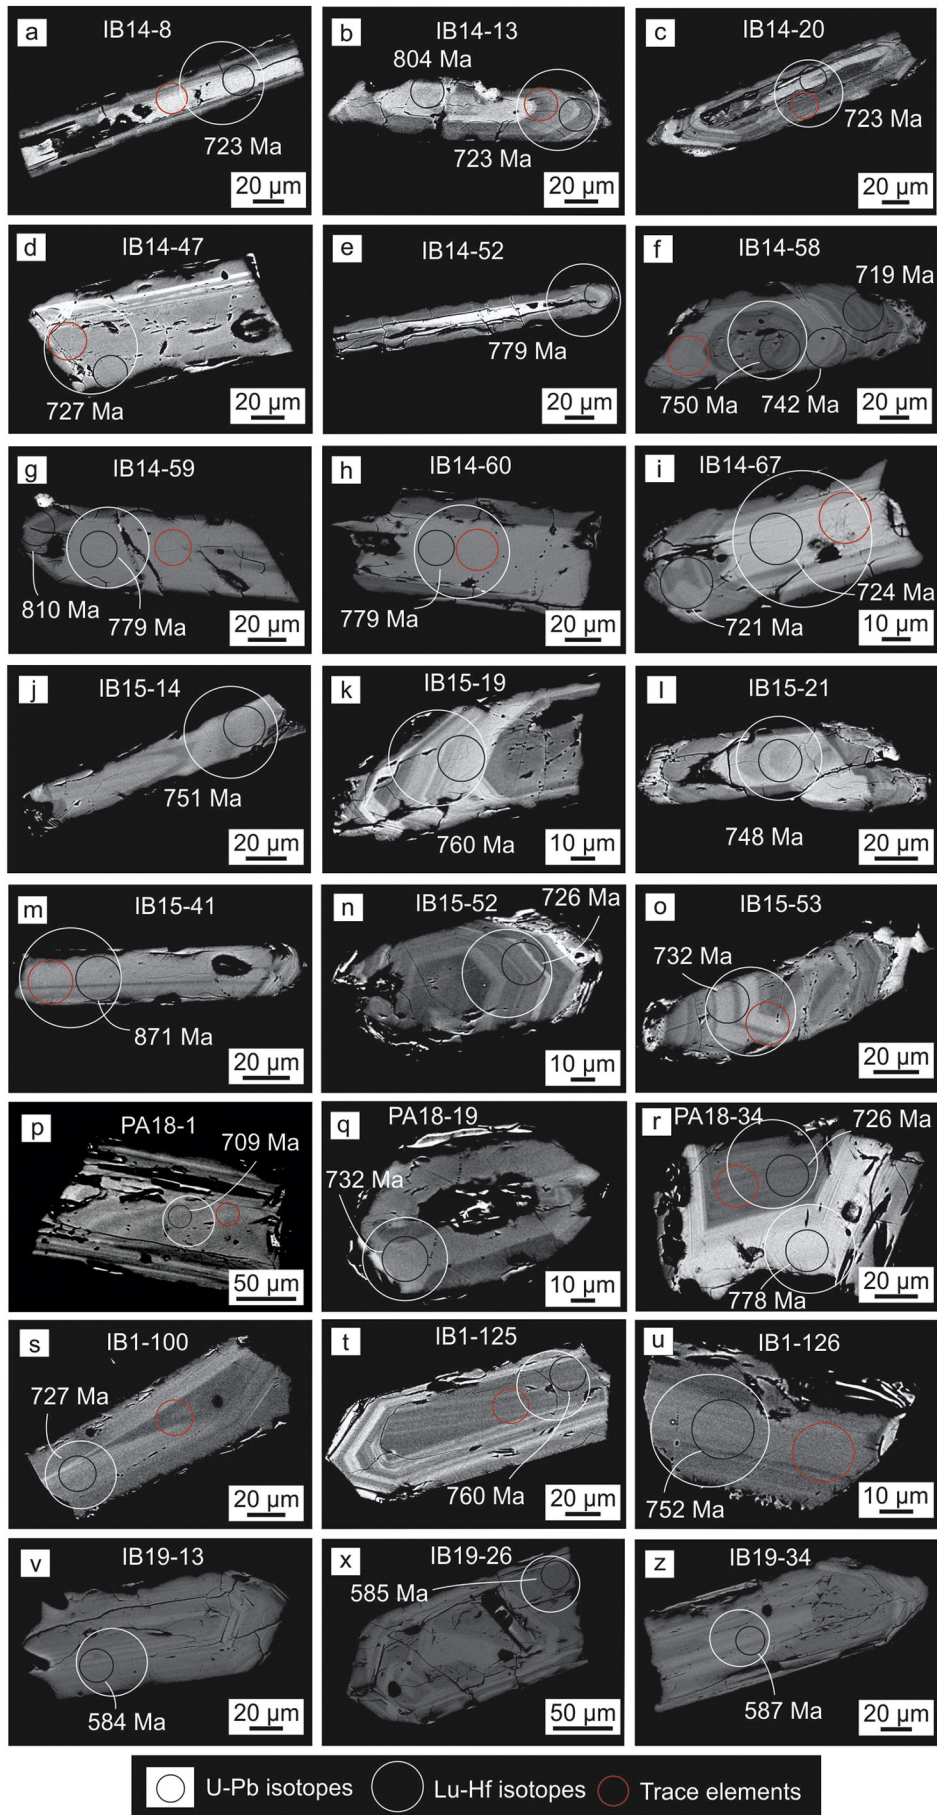 a IB14-8
723 Ma
20 µm
b IB14-13
804 Ma
723 Ma
20 µm
c IB14-20
723 Ma
20 µm
d IB14-47
727 Ma
20 µm
e IB14-52
779 Ma
20 µm
f IB14-58
719 Ma
750 Ma 742 Ma
20 µm
g IB14-59
810 Ma
779 Ma
20 µm
h IB14-60
779 Ma
20 µm
i IB14-67
724 Ma
721 Ma
10 µm
j IB15-14
751 Ma
20 µm
k IB15-19
760 Ma
10 µm
l IB15-21
748 Ma
20 µm
m IB15-41
871 Ma
20 µm
n IB15-52
726 Ma
10 µm
o IB15-53
732 Ma
20 µm
p PA18-1
709 Ma
50 µm
q PA18-19
732 Ma
10 µm
r PA18-34
726 Ma
778 Ma
20 µm
s IB1-100
727 Ma
20 µm
t IB1-125
760 Ma
20 µm
u IB1-126
752 Ma
10 µm
v IB19-13
584 Ma
20 µm
x IB19-26
585 Ma
50 µm
z IB19-34
587 Ma
20 µm
U-Pb isotopes Lu-Hf isotopes Trace elements